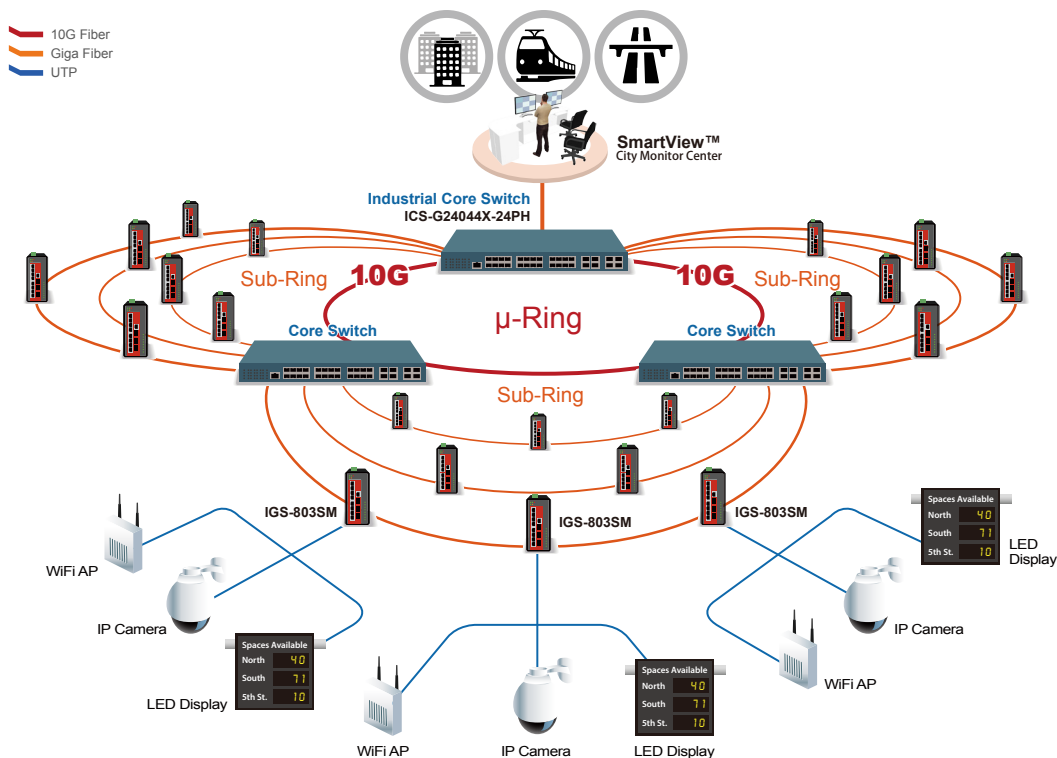 10G Fiber
Giga Fiber
UTP
SmartView™
City Monitor Center
Industrial Core Switch
ICS-G24044X-24PH
10G
10G
Sub-Ring
Sub-Ring
μ-Ring
Core Switch
Core Switch
Sub-Ring
IGS-803SM
IGS-803SM
IGS-803SM
Spaces Available
North 40
South 71
5th St. 10
LED
Display
WiFi AP
IP Camera
IP Camera
Spaces Available
North 40
South 71
5th St. 10
LED Display
WiFi AP
Spaces Available
North 40
South 71
5th St. 10
WiFi AP
IP Camera
LED Display